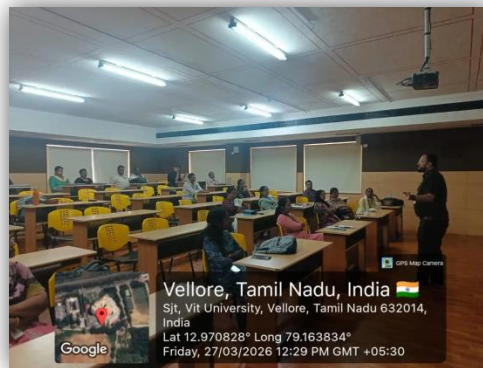 GPS Map Camera
Vellore, Tamil Nadu, India 🇮🇳
Sjt, Vit University, Vellore, Tamil Nadu 632014,
India
Lat 12.970828° Long 79.163834°
Friday, 27/03/2026 12:29 PM GMT +05:30
Google